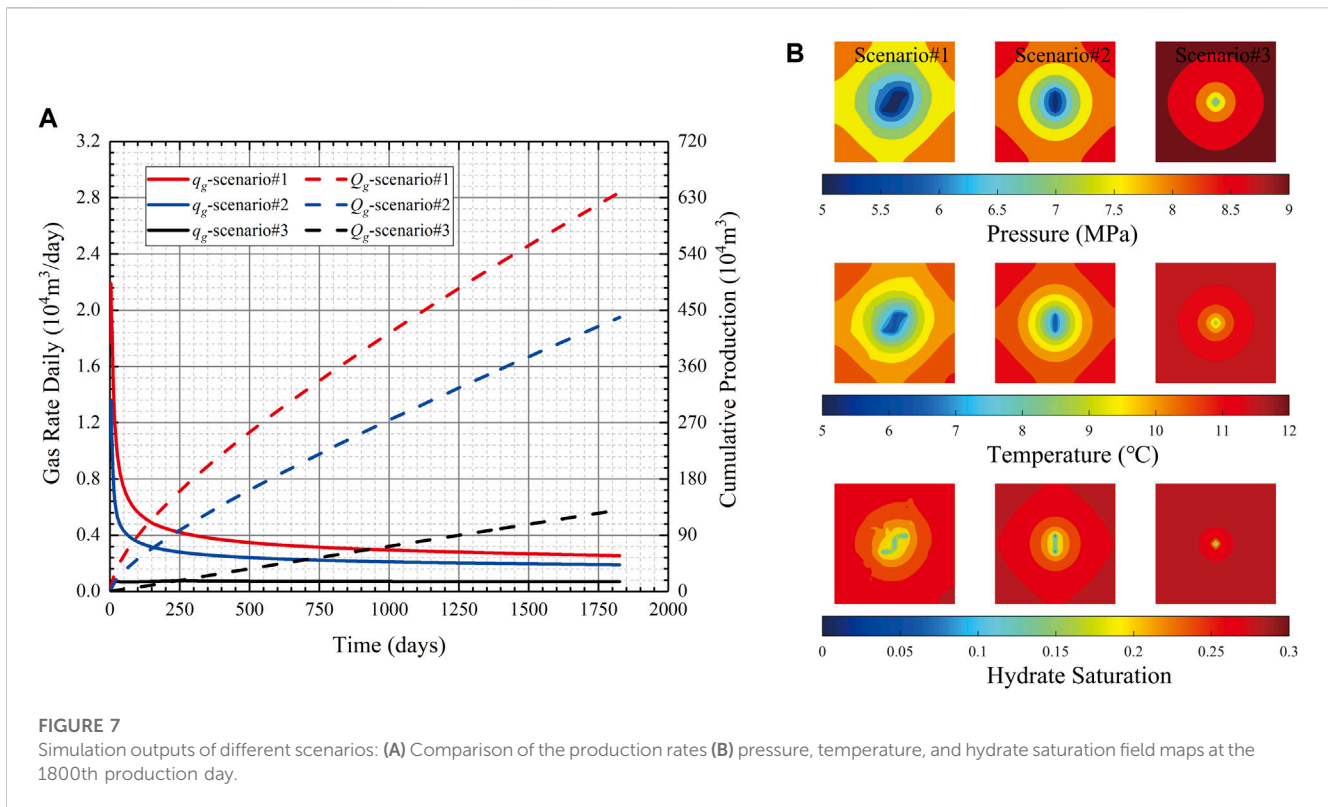 A
Gas Rate Daily (10⁴m³/day)
3.2
2.8
2.4
2.0
1.6
1.2
0.8
0.4
0.0
q_g-scenario#1 Q_g-scenario#1
q_g-scenario#2 Q_g-scenario#2
q_g-scenario#3 Q_g-scenario#3
720
630
540
450
360
270
180
90
0
Cumulative Production (10⁴m³)
0 250 500 750 1000 1250 1500 1750 2000
Time (days)
B
Scenario#1 Scenario#2 Scenario#3
5 5.5 6 6.5 7 7.5 8 8.5 9
Pressure (MPa)
5 6 7 8 9 10 11 12
Temperature (℃)
0 0.05 0.1 0.15 0.2 0.25 0.3
Hydrate Saturation
FIGURE 7
Simulation outputs of different scenarios: (A) Comparison of the production rates (B) pressure, temperature, and hydrate saturation field maps at the
1800th production day.